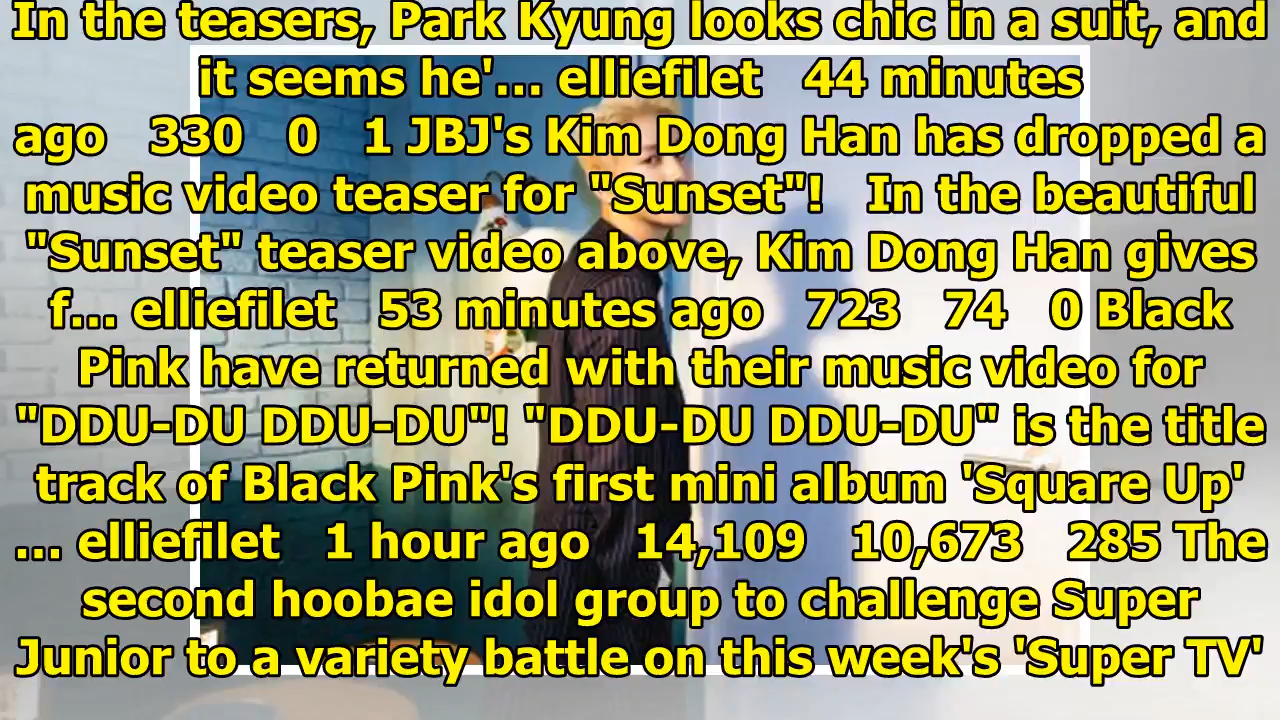 In the teasers, Park Kyung looks chic in a suit, and
it seems he'... elliefilet 44 minutes
ago 330 0 1 JBJ's Kim Dong Han has dropped a
music video teaser for "Sunset"! In the beautiful
"Sunset" teaser video above, Kim Dong Han gives
f... elliefilet 53 minutes ago 723 74 0 Black
Pink have returned with their music video for
"DDU-DU DDU-DU"! "DDU-DU DDU-DU" is the title
track of Black Pink's first mini album 'Square Up'
... elliefilet 1 hour ago 14,109 10,673 285 The
second hoobae idol group to challenge Super
Junior to a variety battle on this week's 'Super TV'